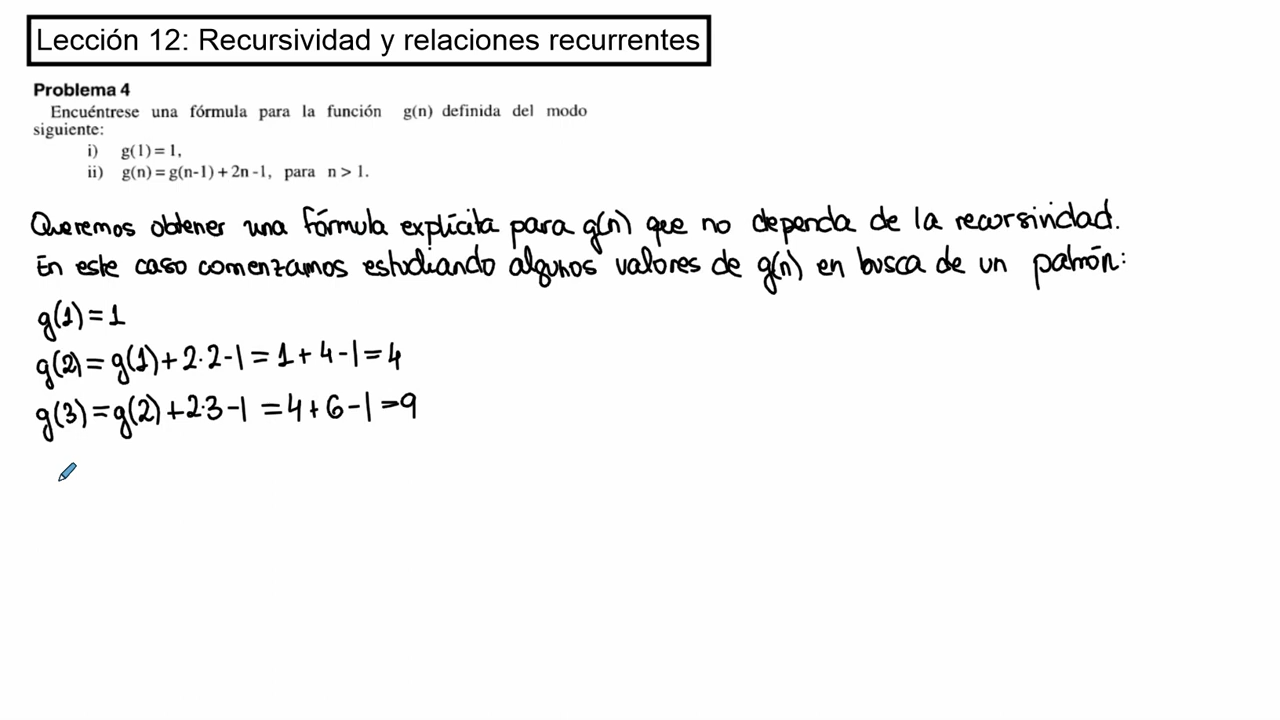 Lección 12: Recursividad y relaciones recurrentes
Problema 4
Encuéntrese una fórmula para la función g(n) definida del modo
siguiente:
i) g(1) = 1,
ii) g(n) = g(n-1) + 2n -1, para n > 1.
Queremos obtener una fórmula explícita para g(n) que no dependa de la recursividad.
En este caso comenzamos estudiando algunos valores de g(n) en busca de un patrón:
g(1) = 1
g(2) = g(1) + 2·2 - 1 = 1 + 4 - 1 = 4
g(3) = g(2) + 2·3 - 1 = 4 + 6 - 1 = 9